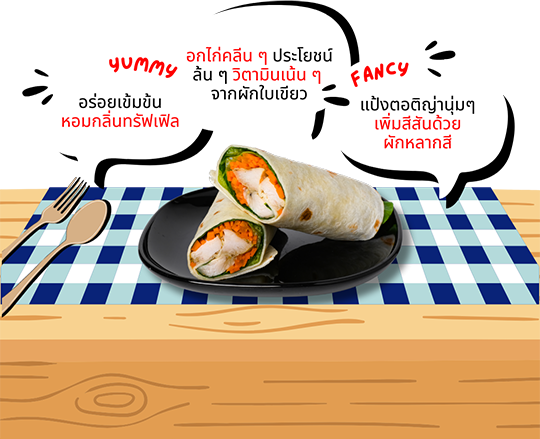 YUMMY
อร่อยเข้มข้น
หอมกลิ่นทรัฟเฟิล
อกไก่คลีน ๆ ประโยชน์
ล้น ๆ วิตามินเน้น ๆ
จากผักใบเขียว
FANCY
แป้งตอติญ่านุ่มๆ
เพิ่มสีสันด้วย
ผักหลากสี